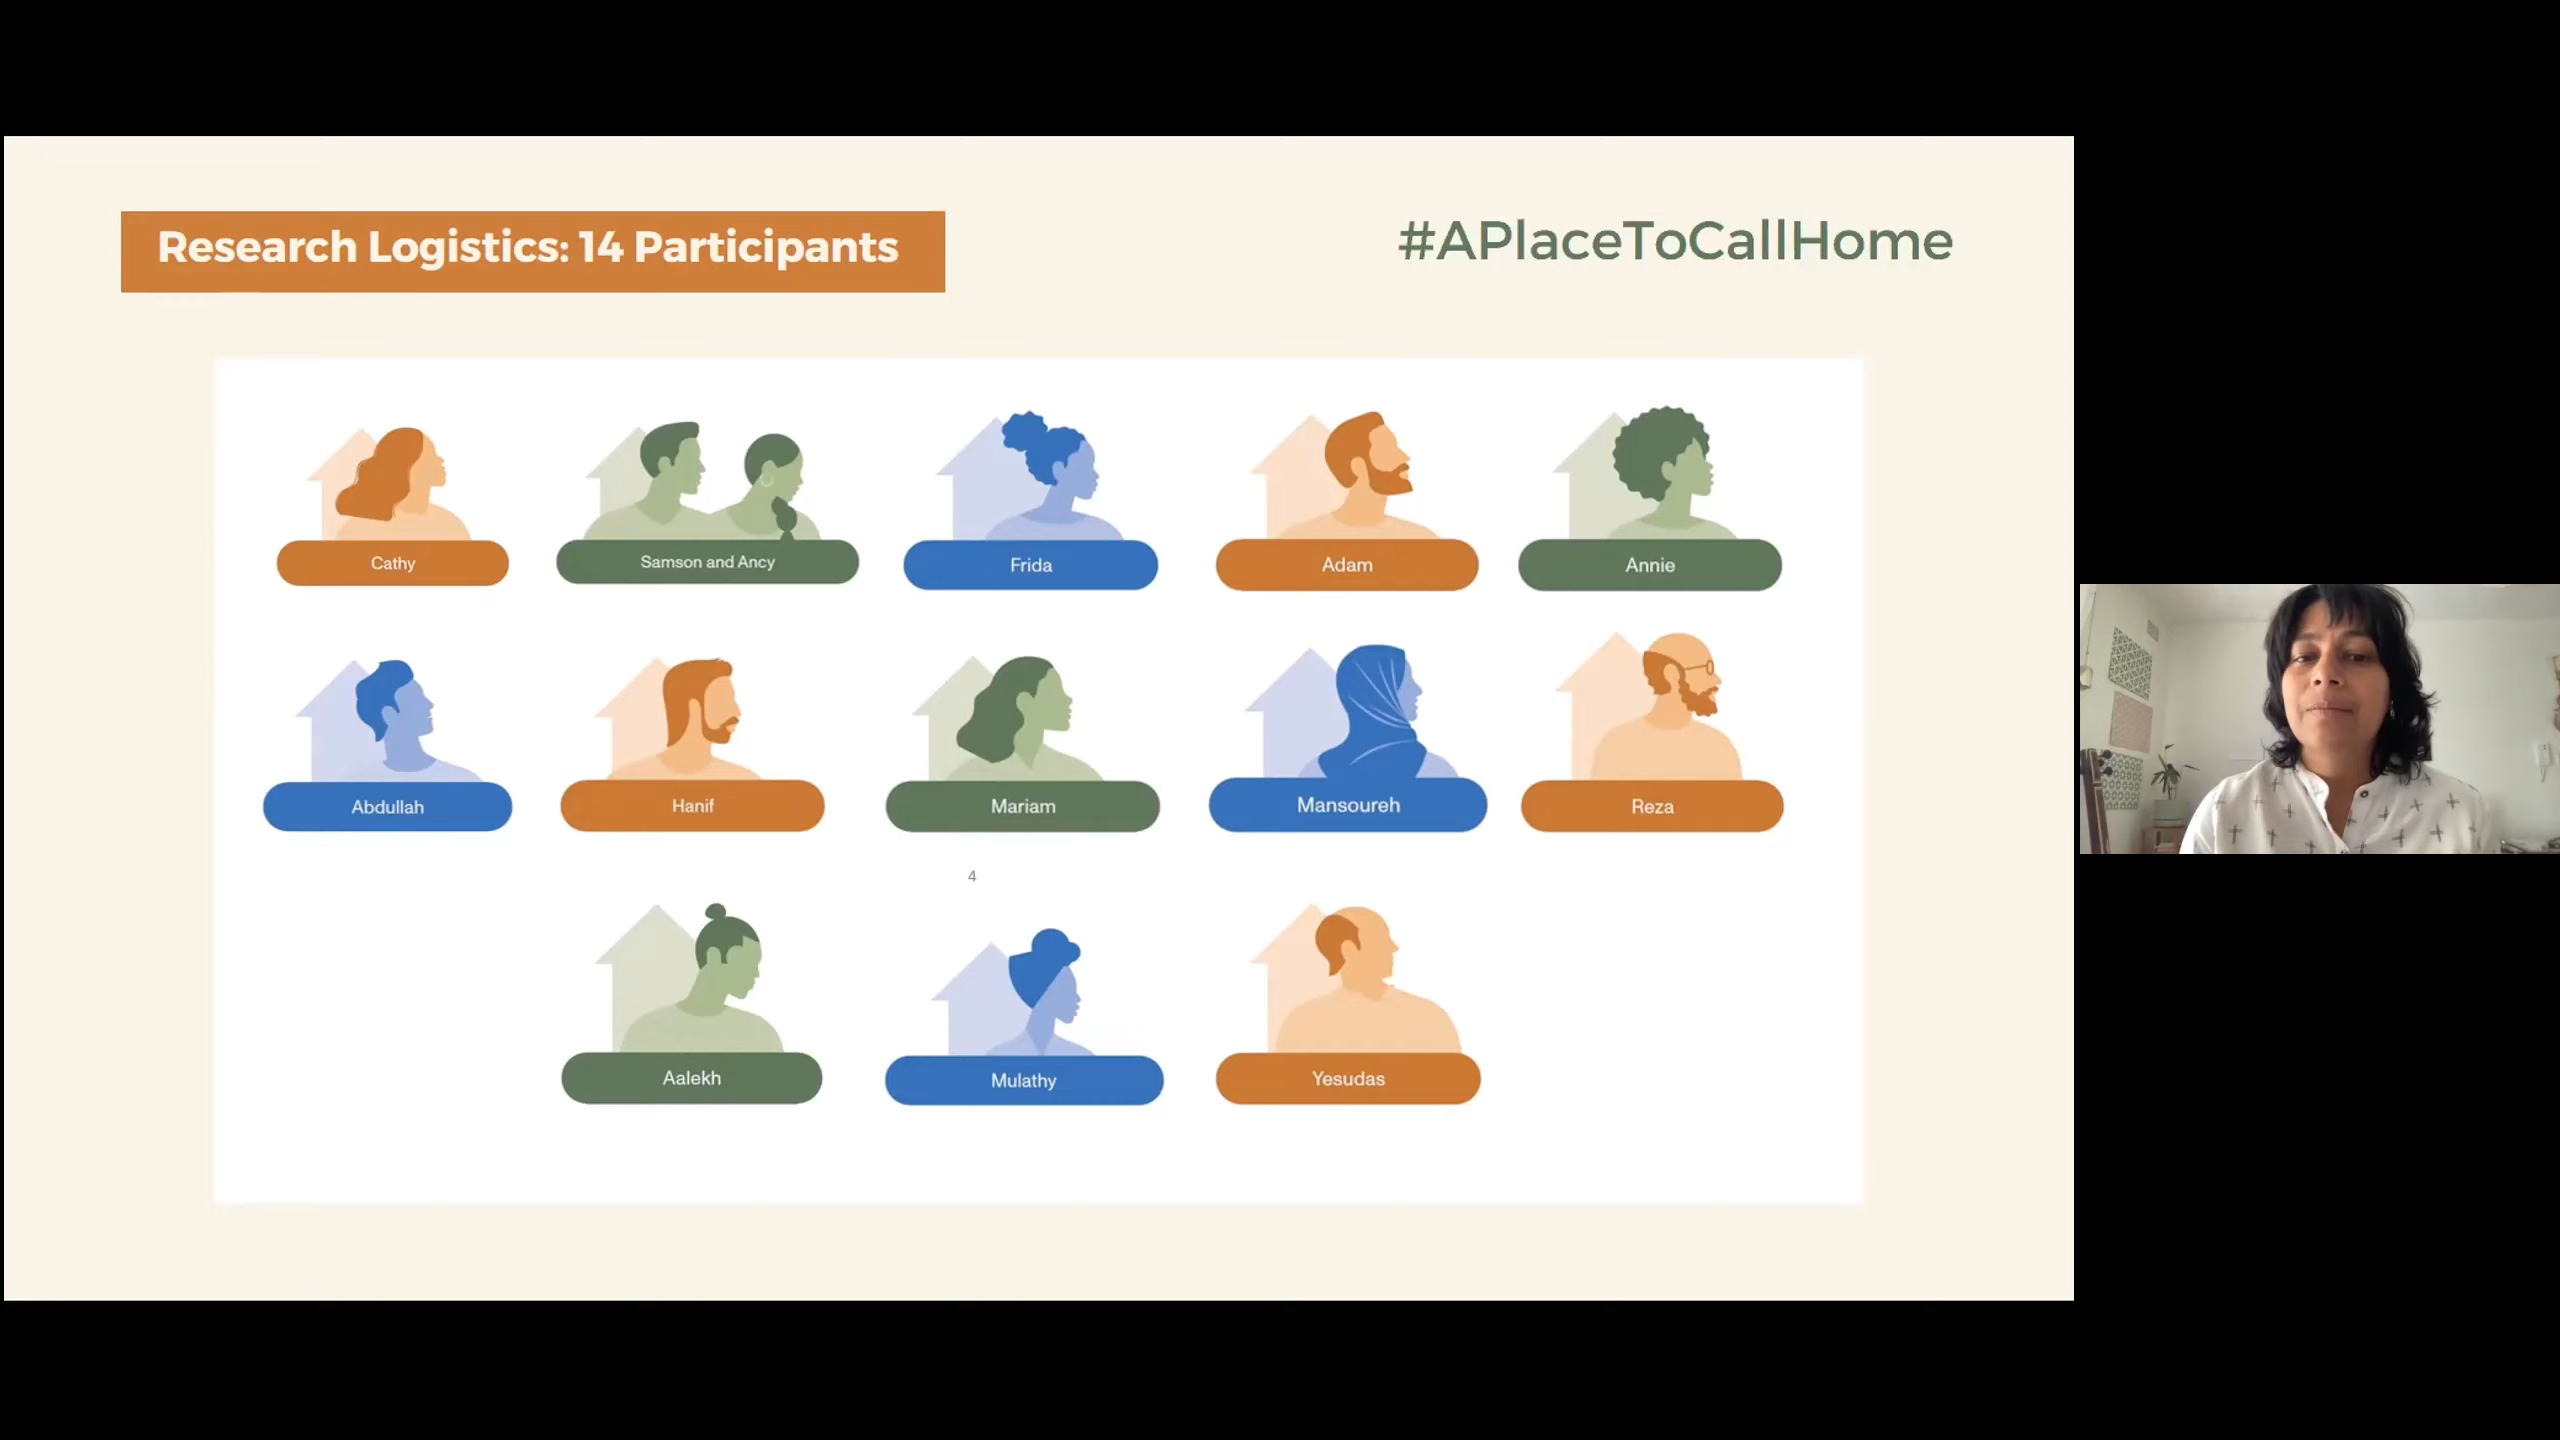 Research Logistics: 14 Participants
#APlaceToCallHome
Cathy
Samson and Ancy
Frida
Adam
Annie
Abdullah
Hanif
Mariam
Mansoureh
Reza
4
Aalekh
Mulathy
Yesudas